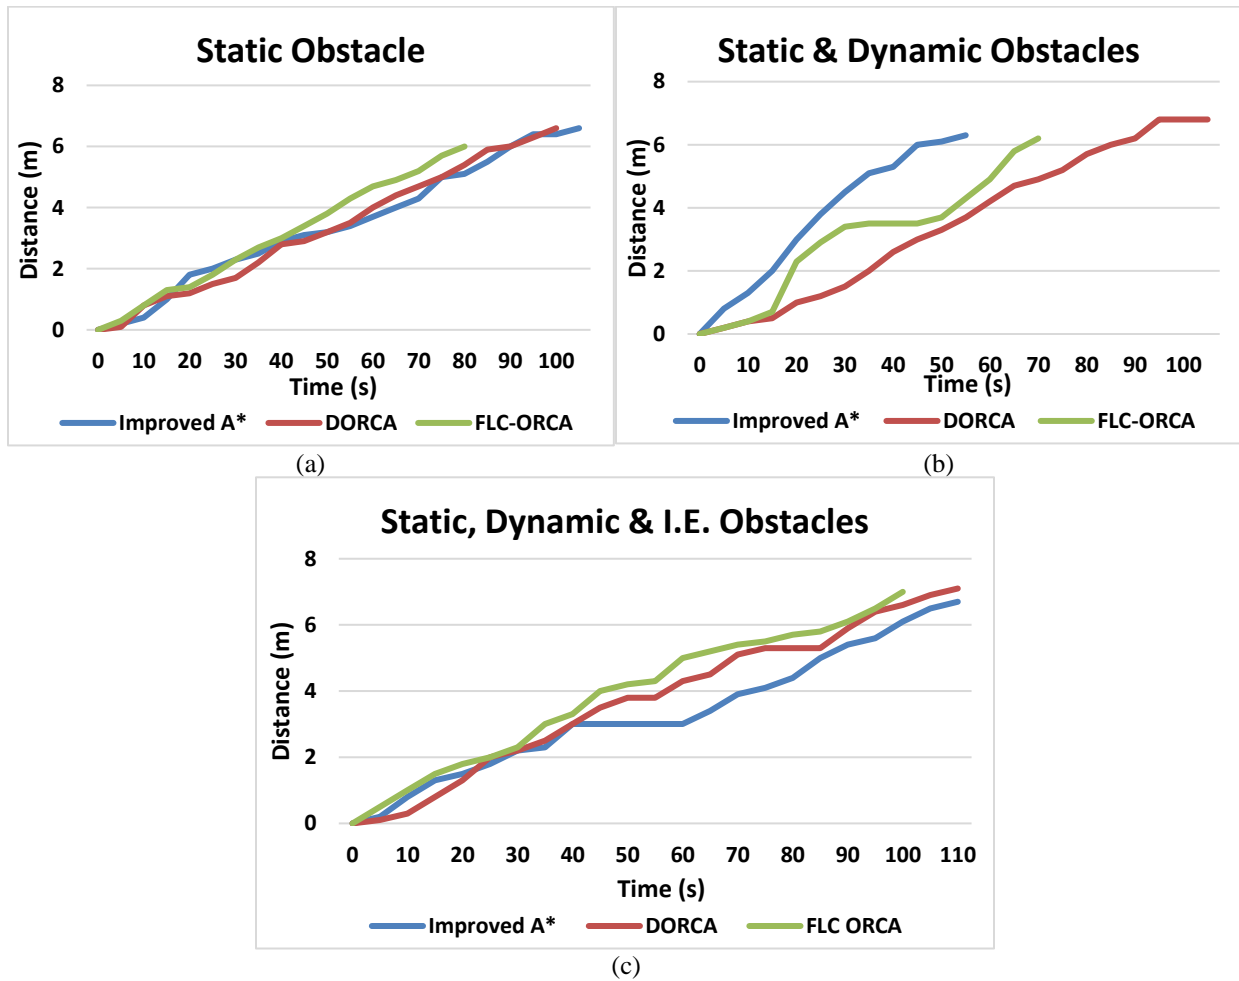 Static Obstacle
8
6
4
2
0
Distance (m)
0 10 20 30 40 50 60 70 80 90 100
Time (s)
Improved A* DORCA FLC-ORCA
(a)
Static & Dynamic Obstacles
8
6
4
2
0
Distance (m)
0 10 20 30 40 50 60 70 80 90 100
Time (s)
Improved A* DORCA FLC-ORCA
(b)
Static, Dynamic & I.E. Obstacles
8
6
4
2
0
Distance (m)
0 10 20 30 40 50 60 70 80 90 100 110
Time (s)
Improved A* DORCA FLC ORCA
(c)